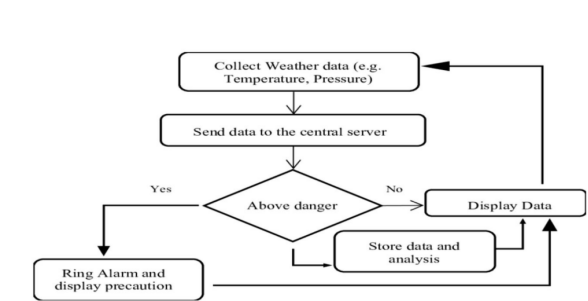 Collect Weather data (e.g.
Temperature, Pressure)
Send data to the central server
Yes
No
Above danger
Display Data
Store data and
analysis
Ring Alarm and
display precaution